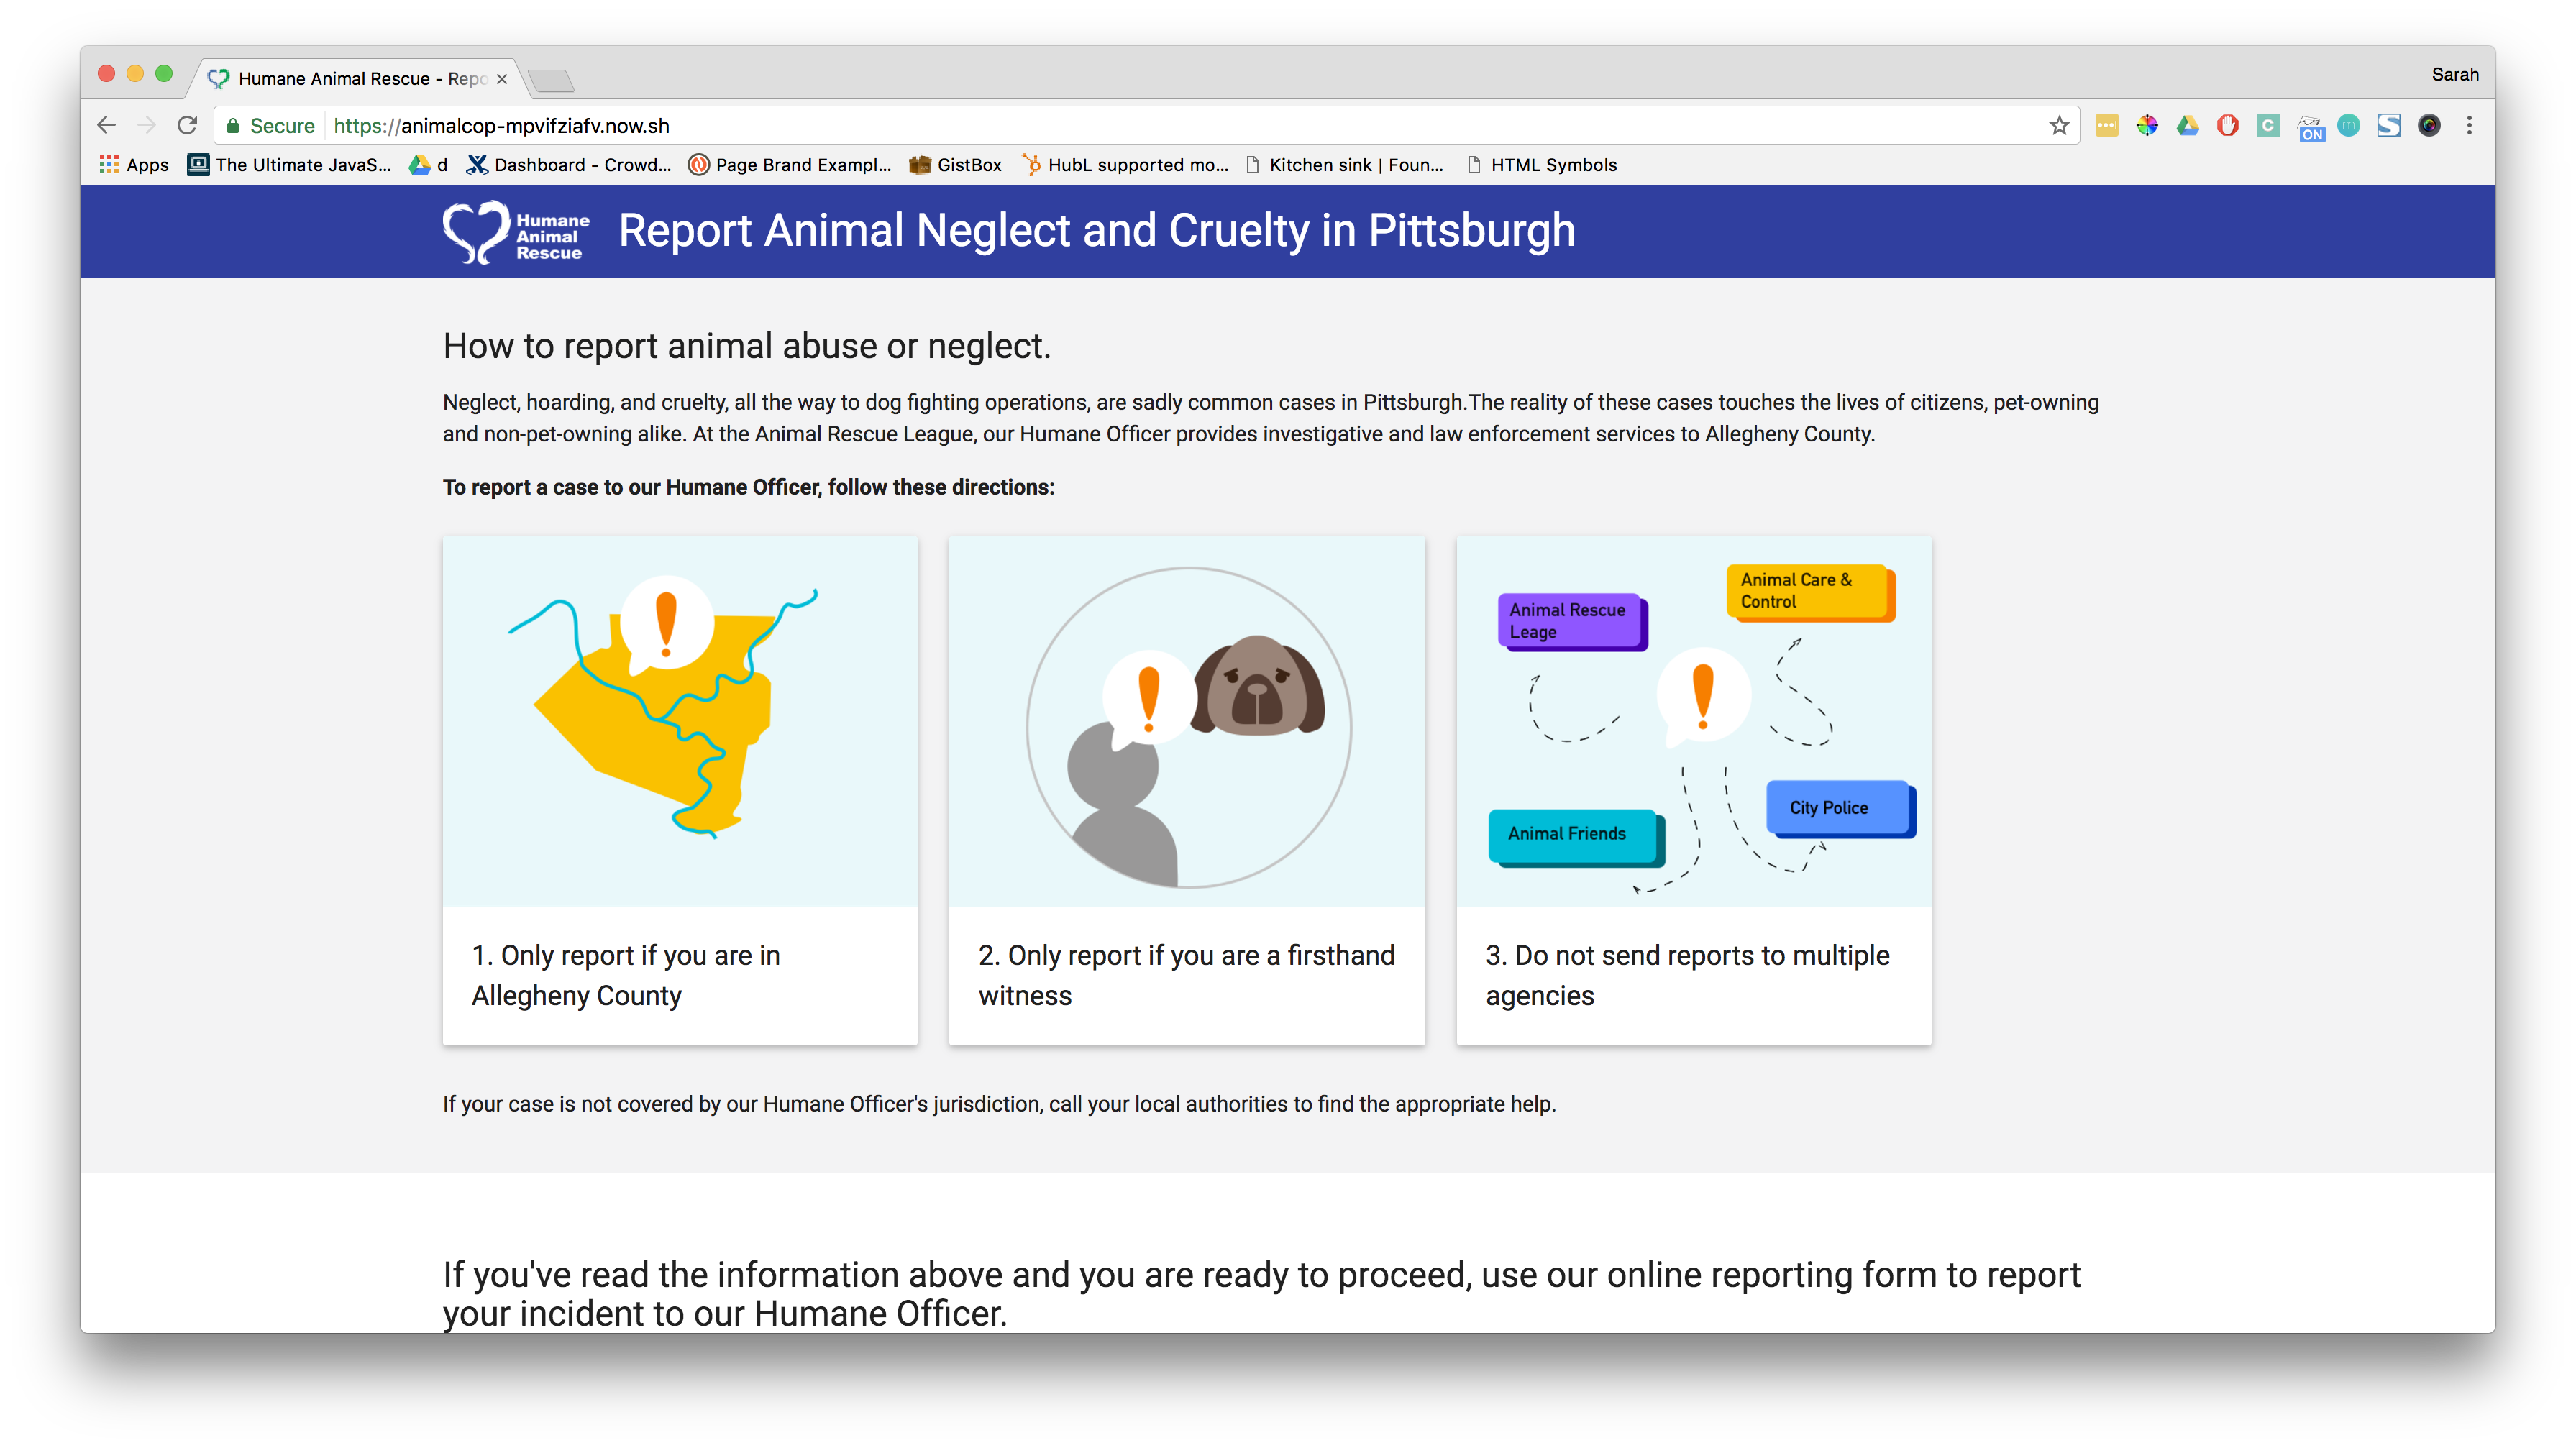 Humane Animal Rescue - Repo
Sarah
Secure https://animalcop-mpvifziafv.now.sh
ON
Apps The Ultimate JavaS... d Dashboard - Crowd... Page Brand Exampl... GistBox HubL supported mo... Kitchen sink | Foun... HTML Symbols
Humane
Animal
Rescue
Report Animal Neglect and Cruelty in Pittsburgh
How to report animal abuse or neglect.
Neglect, hoarding, and cruelty, all the way to dog fighting operations, are sadly common cases in Pittsburgh.The reality of these cases touches the lives of citizens, pet-owning
and non-pet-owning alike. At the Animal Rescue League, our Humane Officer provides investigative and law enforcement services to Allegheny County.
To report a case to our Humane Officer, follow these directions:
!
1. Only report if you are in
Allegheny County
!
2. Only report if you are a firsthand
witness
Animal Rescue
Leage
Animal Care &
Control
!
Animal Friends
City Police
3. Do not send reports to multiple
agencies
If your case is not covered by our Humane Officer's jurisdiction, call your local authorities to find the appropriate help.
If you've read the information above and you are ready to proceed, use our online reporting form to report
your incident to our Humane Officer.